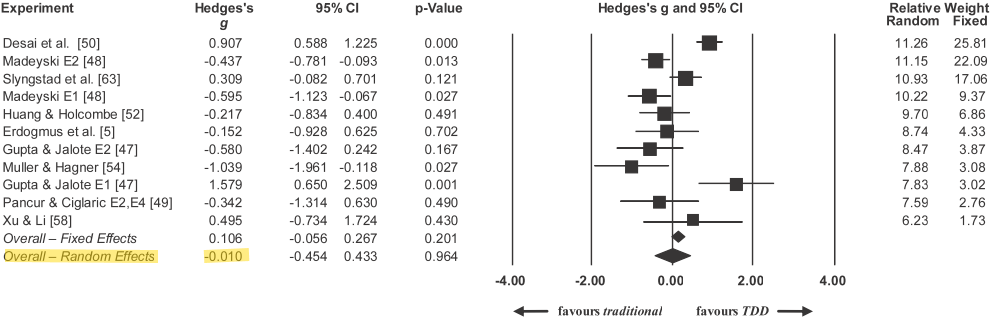 Experiment Hedges's g 95% CI p-Value Hedges's g and 95% CI Relative Weight
Random Fixed
Desai et al. [50] 0.907 0.588 1.225 0.000 11.26 25.81
Madeyski E2 [48] -0.437 -0.781 -0.093 0.013 11.15 22.09
Slyngstad et al. [63] 0.309 -0.082 0.701 0.121 10.93 17.06
Madeyski E1 [48] -0.595 -1.123 -0.067 0.027 10.22 9.37
Huang & Holcombe [52] -0.217 -0.834 0.400 0.491 9.70 6.86
Erdogmus et al. [5] -0.152 -0.928 0.625 0.702 8.74 4.33
Gupta & Jalote E2 [47] -0.580 -1.402 0.242 0.167 8.47 3.87
Muller & Hagner [54] -1.039 -1.961 -0.118 0.027 7.88 3.08
Gupta & Jalote E1 [47] 1.579 0.650 2.509 0.001 7.83 3.02
Pancur & Ciglaric E2,E4 [49] -0.342 -1.314 0.630 0.490 7.59 2.76
Xu & Li [58] 0.495 -0.734 1.724 0.430 6.23 1.73
Overall – Fixed Effects 0.106 -0.056 0.267 0.201
Overall – Random Effects -0.010 -0.454 0.433 0.964
-4.00 -2.00 0.00 2.00 4.00
favours traditional favours TDD